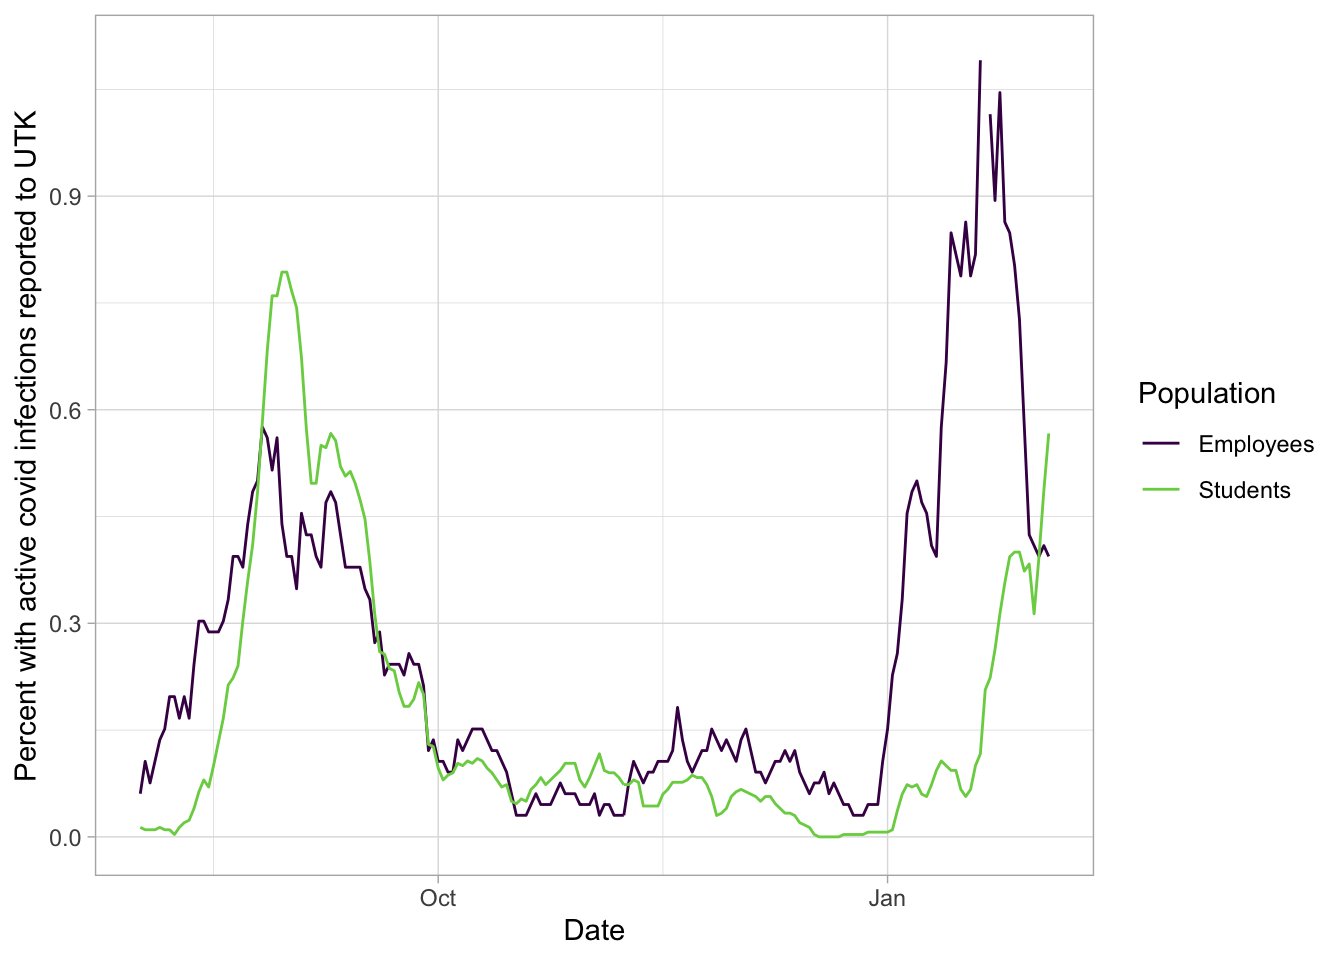 Percent with active covid infections reported to UTK
0.9
0.6
0.3
0.0
Oct
Jan
Date
Population
Employees
Students